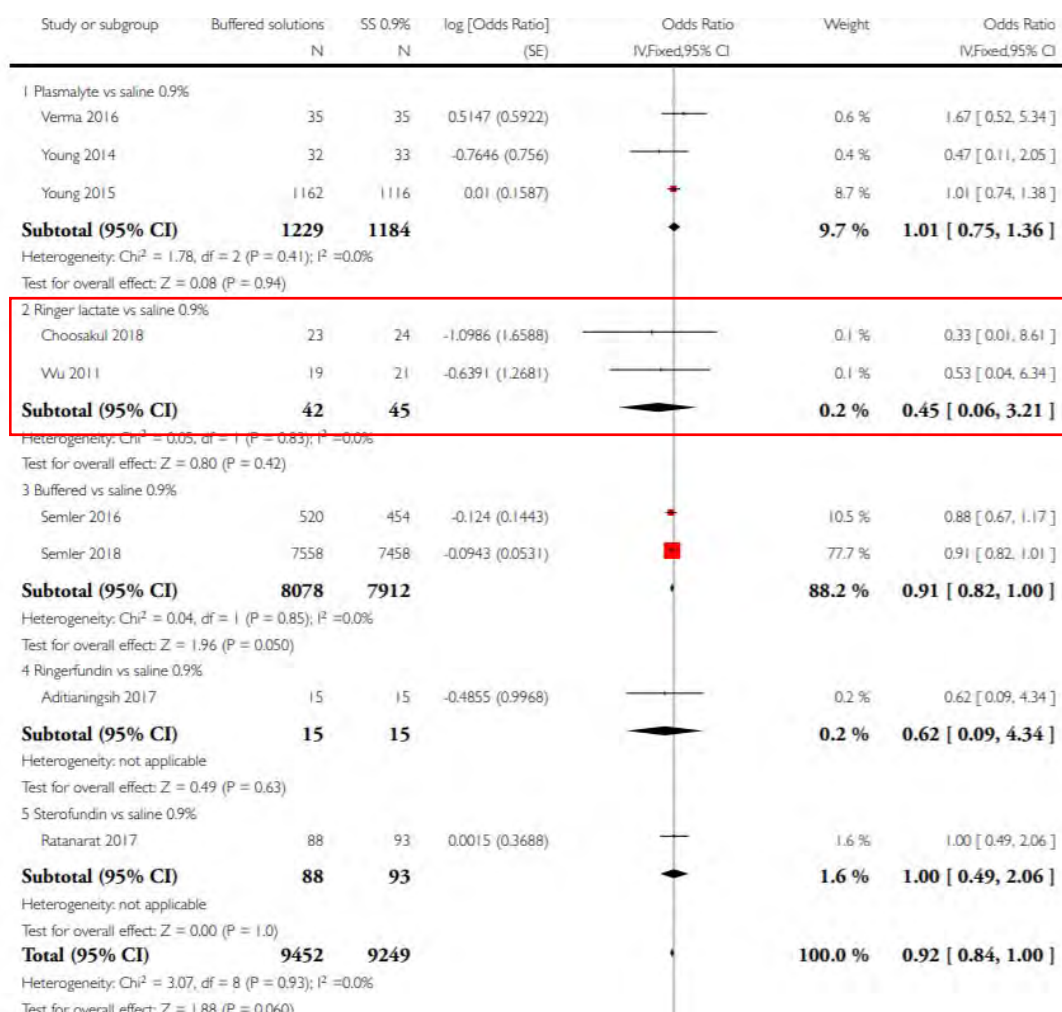 Study or subgroup Buffered solutions SS 0.9% log [Odds Ratio] Odds Ratio Weight Odds Ratio
N N (SE) IV,Fixed,95% CI IV,Fixed,95% CI
1 Plasmalyte vs saline 0.9%
Verma 2016 35 35 0.5147 (0.5922) 0.6 % 1.67 [ 0.52, 5.34 ]
Young 2014 32 33 -0.7646 (0.756) 0.4 % 0.47 [ 0.11, 2.05 ]
Young 2015 1162 1116 0.01 (0.1587) 8.7 % 1.01 [ 0.74, 1.38 ]
Subtotal (95% CI) 1229 1184 9.7 % 1.01 [ 0.75, 1.36 ]
Heterogeneity: Chi² = 1.78, df = 2 (P = 0.41); I² =0.0%
Test for overall effect: Z = 0.08 (P = 0.94)
2 Ringer lactate vs saline 0.9%
Choosakul 2018 23 24 -1.0986 (1.6588) 0.1 % 0.33 [ 0.01, 8.61 ]
Wu 2011 19 21 -0.6391 (1.2681) 0.1 % 0.53 [ 0.04, 6.34 ]
Subtotal (95% CI) 42 45 0.2 % 0.45 [ 0.06, 3.21 ]
Heterogeneity: Chi² = 0.05, df = 1 (P = 0.83); I² =0.0%
Test for overall effect: Z = 0.80 (P = 0.42)
3 Buffered vs saline 0.9%
Semler 2016 520 454 -0.124 (0.1443) 10.5 % 0.88 [ 0.67, 1.17 ]
Semler 2018 7558 7458 -0.0943 (0.0531) 77.7 % 0.91 [ 0.82, 1.01 ]
Subtotal (95% CI) 8078 7912 88.2 % 0.91 [ 0.82, 1.00 ]
Heterogeneity: Chi² = 0.04, df = 1 (P = 0.85); I² =0.0%
Test for overall effect: Z = 1.96 (P = 0.050)
4 Ringerfundin vs saline 0.9%
Aditianingsih 2017 15 15 -0.4855 (0.9968) 0.2 % 0.62 [ 0.09, 4.34 ]
Subtotal (95% CI) 15 15 0.2 % 0.62 [ 0.09, 4.34 ]
Heterogeneity: not applicable
Test for overall effect: Z = 0.49 (P = 0.63)
5 Sterofundin vs saline 0.9%
Ratanarat 2017 88 93 0.0015 (0.3688) 1.6 % 1.00 [ 0.49, 2.06 ]
Subtotal (95% CI) 88 93 1.6 % 1.00 [ 0.49, 2.06 ]
Heterogeneity: not applicable
Test for overall effect: Z = 0.00 (P = 1.0)
Total (95% CI) 9452 9249 100.0 % 0.92 [ 0.84, 1.00 ]
Heterogeneity: Chi² = 3.07, df = 8 (P = 0.93); I² =0.0%
Test for overall effect: Z = 1.88 (P = 0.060)